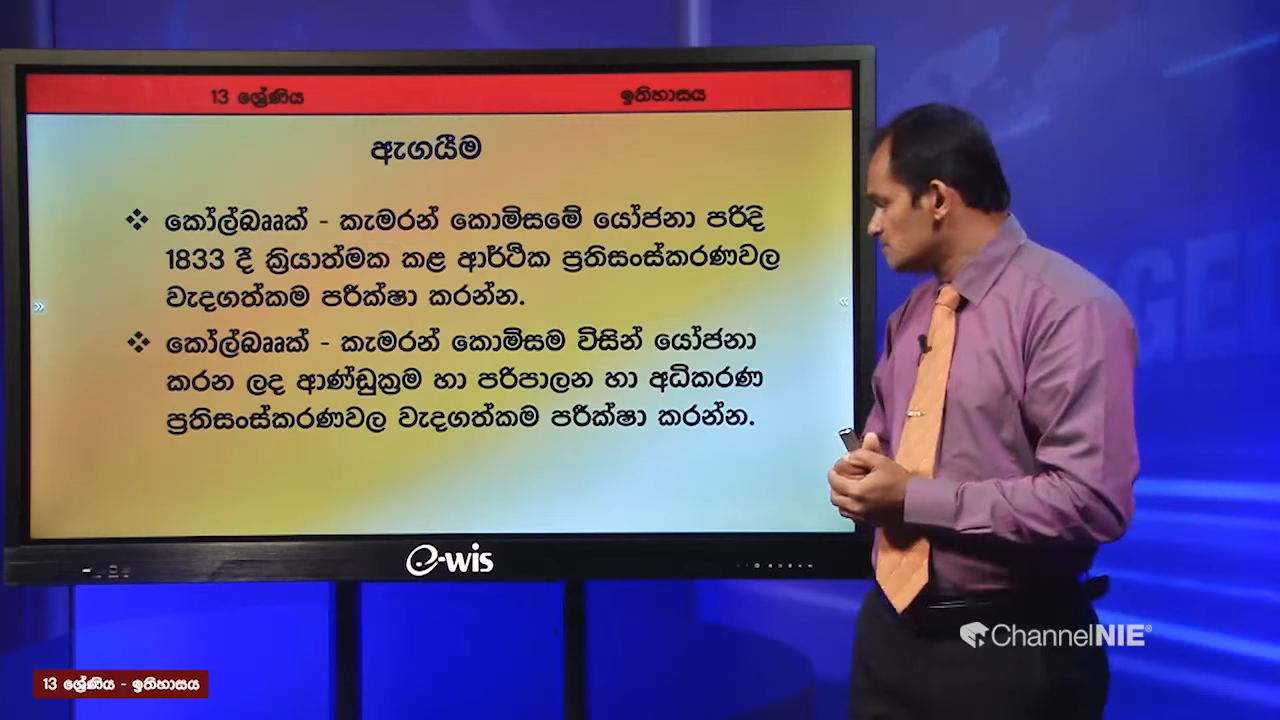 13 ශ්‍රේණිය ඉතිහාසය
ඇගයීම
❖ කෝල්බෲක් - කැමරන් කොමිසමේ යෝජනා පරිදි
1833 දී ක්‍රියාත්මක කළ ආර්ථික ප්‍රතිසංස්කරණවල
වැදගත්කම පරීක්ෂා කරන්න.
❖ කෝල්බෲක් - කැමරන් කොමිසම විසින් යෝජනා
කරන ලද ආණ්ඩුක්‍රම හා පරිපාලන හා අධිකරණ
ප්‍රතිසංස්කරණවල වැදගත්කම පරීක්ෂා කරන්න.
e-wis
ChannelNIE®
13 ශ්‍රේණිය - ඉතිහාසය